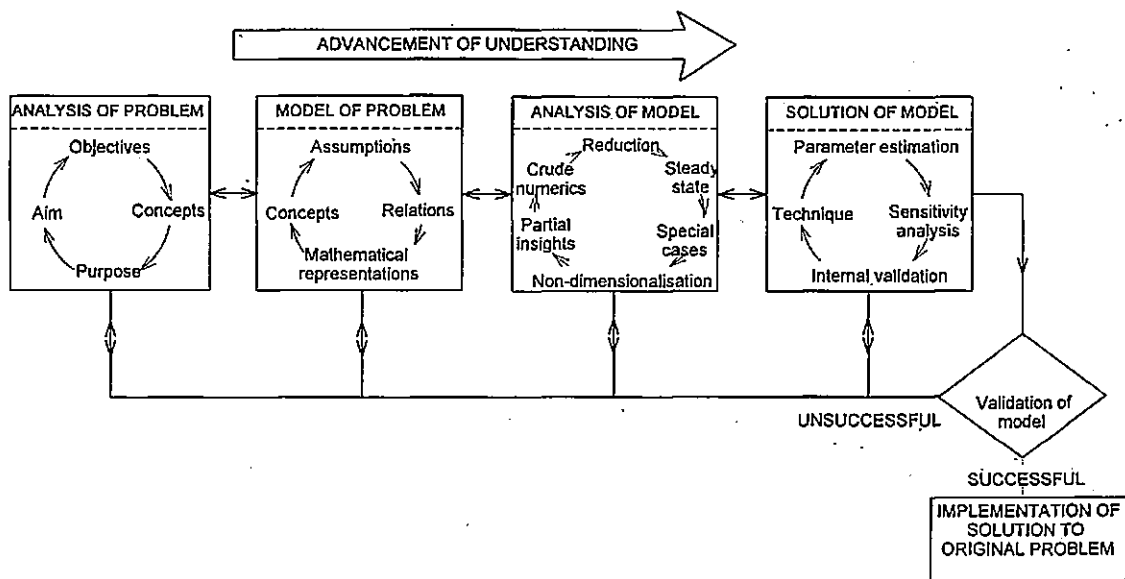 ADVANCEMENT OF UNDERSTANDING
ANALYSIS OF PROBLEM
Objectives
Aim
Concepts
Purpose
MODEL OF PROBLEM
Assumptions
Concepts
Relations
Mathematical
representations
ANALYSIS OF MODEL
Reduction
Crude
numerics
Steady
state
Partial
insights
Special
cases
Non-dimensionalisation
SOLUTION OF MODEL
Parameter estimation
Technique
Sensitivity
analysis
Internal validation
Validation of
model
UNSUCCESSFUL
SUCCESSFUL
IMPLEMENTATION OF
SOLUTION TO
ORIGINAL PROBLEM